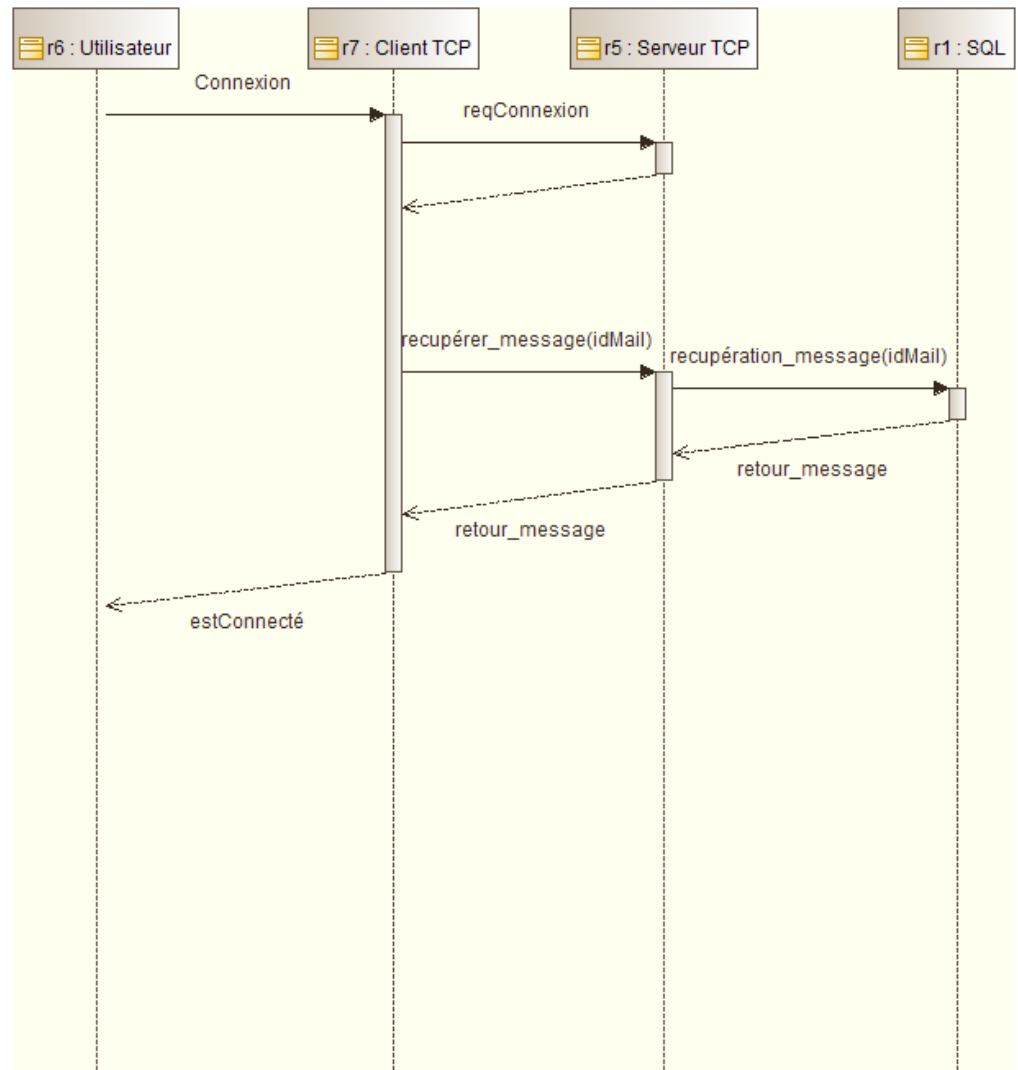 r6 : Utilisateur
r7 : Client TCP
r5 : Serveur TCP
r1 : SQL
Connexion
reqConnexion
recupérer_message(idMail)
recupération_message(idMail)
retour_message
retour_message
estConnecté